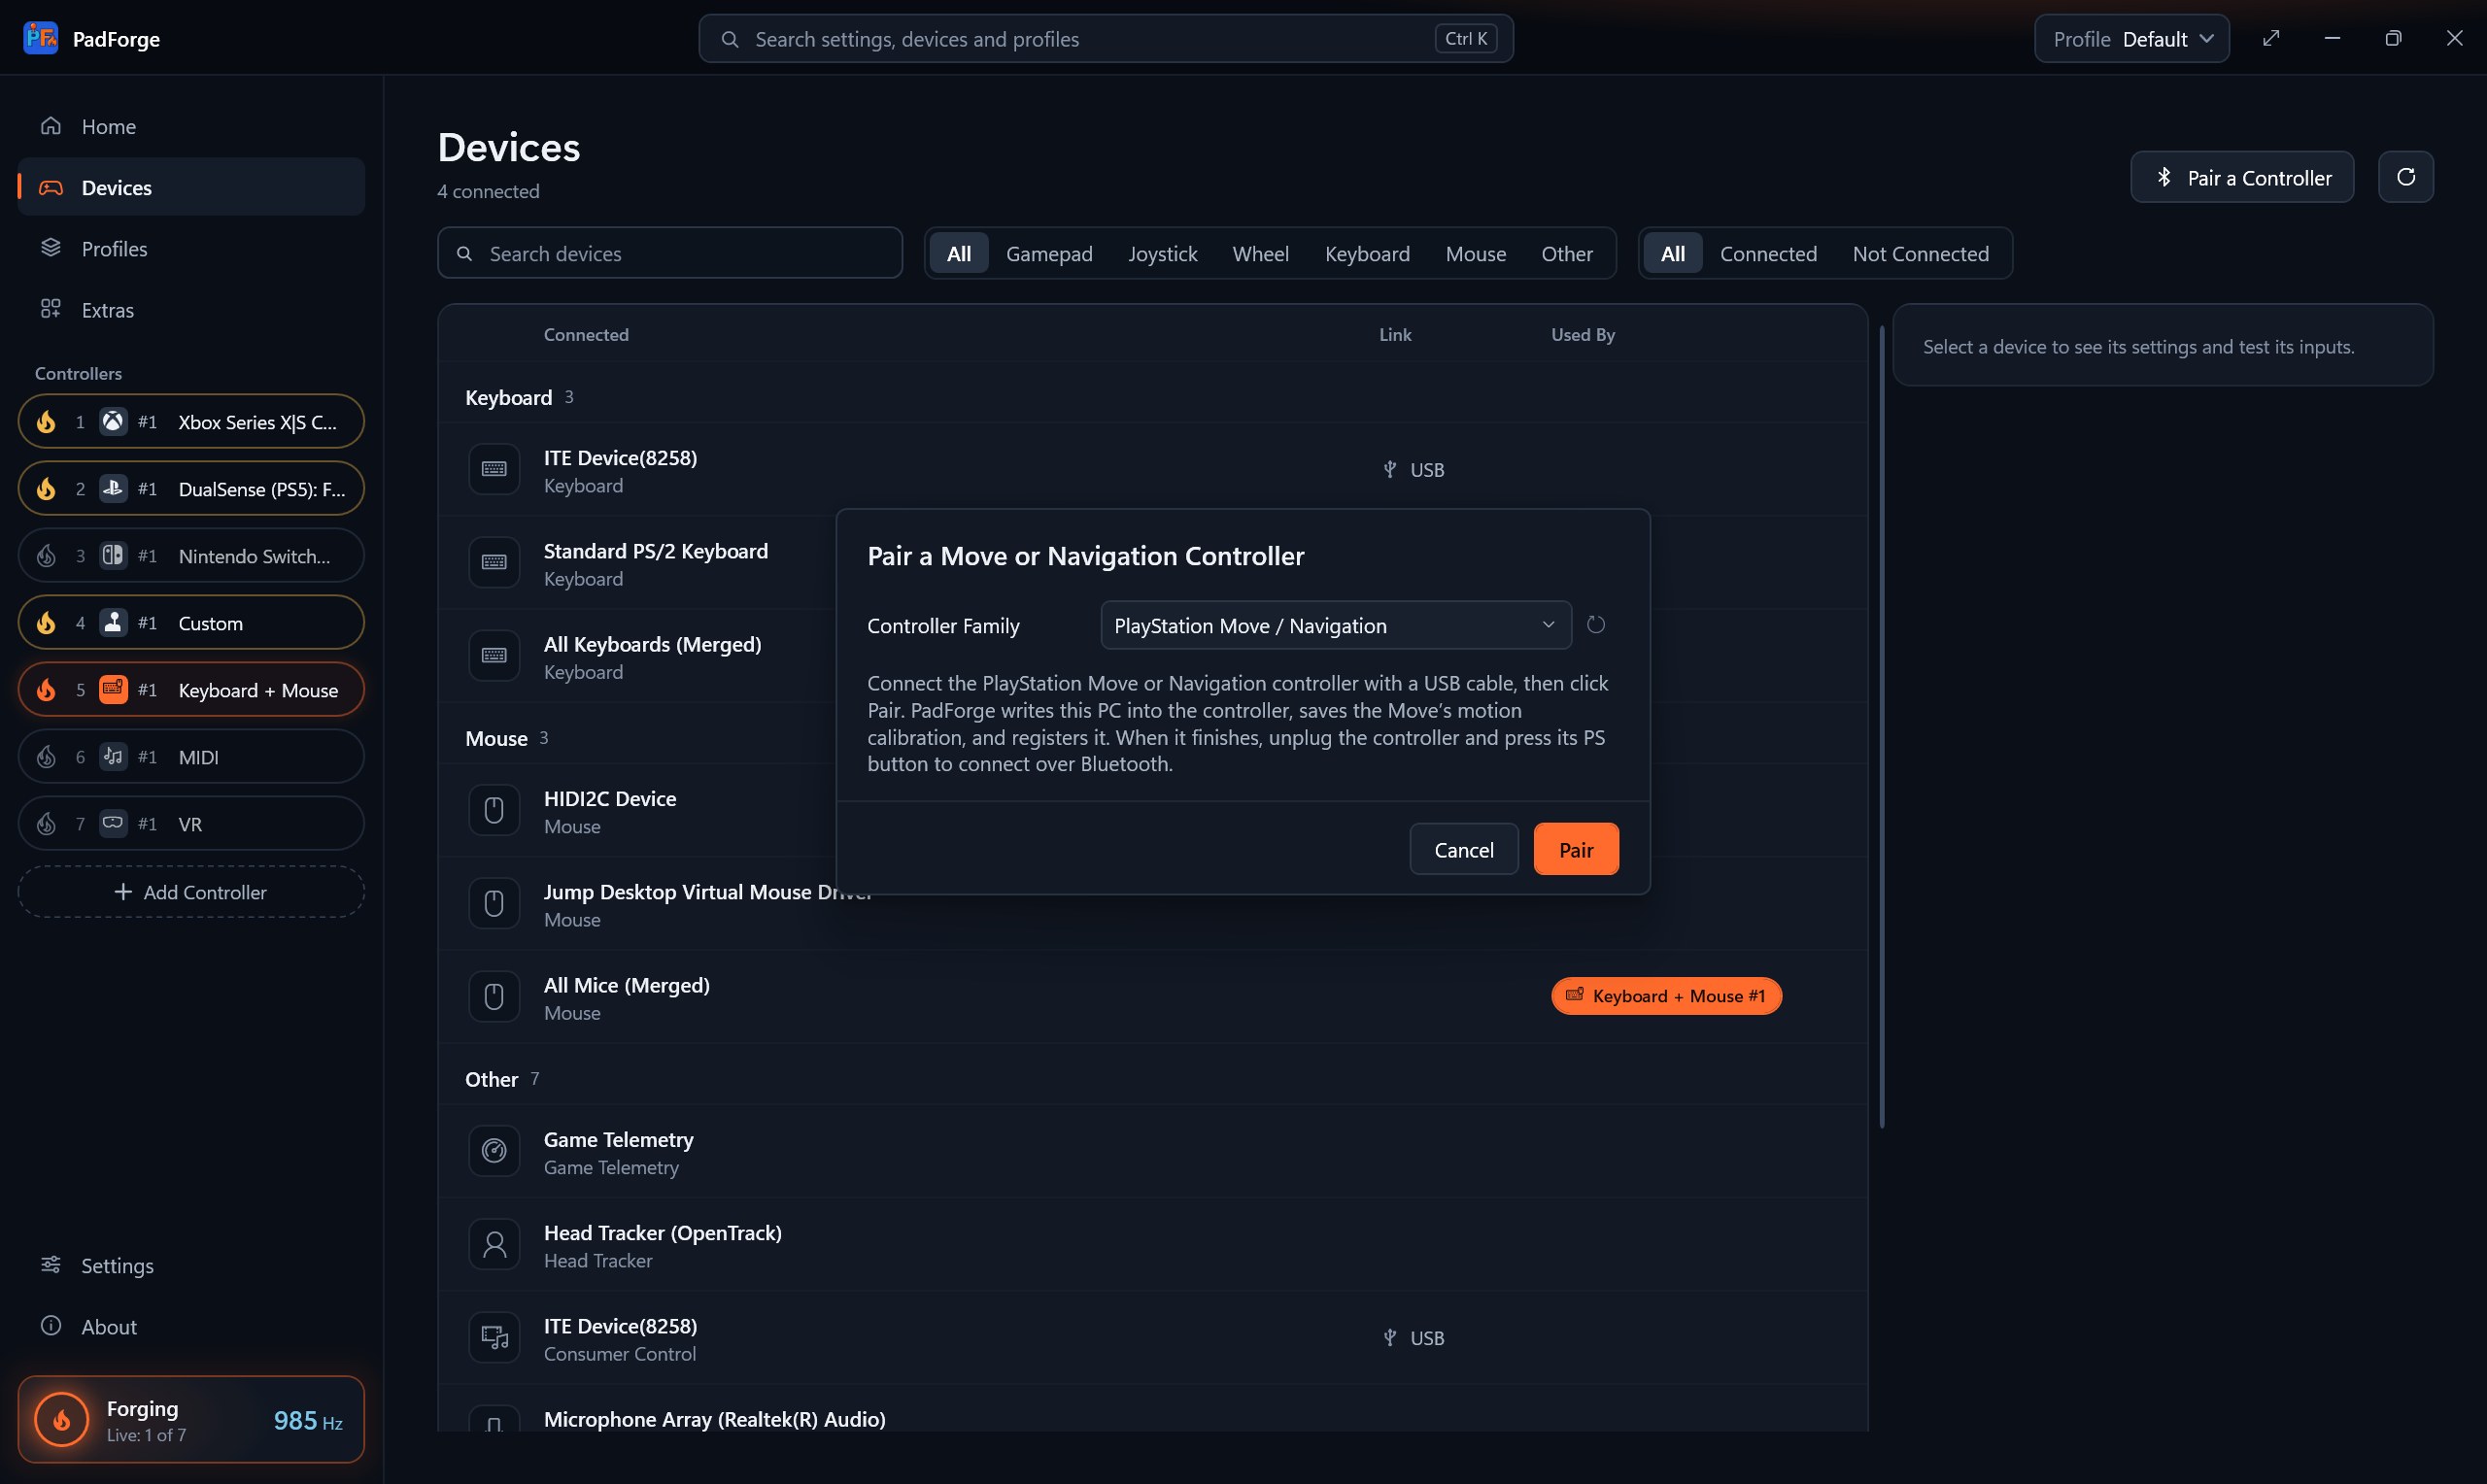 PadForge
Search settings, devices and profiles
Ctrl K
Profile Default
Home
Devices
Profiles
Extras
Controllers
1 #1 Xbox Series X|S C...
2 #1 DualSense (PS5): F...
3 #1 Nintendo Switch...
4 #1 Custom
5 #1 Keyboard + Mouse
6 #1 MIDI
7 #1 VR
Add Controller
Settings
About
Forging
Live: 1 of 7
985 Hz
Devices
4 connected
Pair a Controller
Search devices
All Gamepad Joystick Wheel Keyboard Mouse Other
All Connected Not Connected
Connected Link Used By
Keyboard 3
ITE Device(8258)
Keyboard
USB
Standard PS/2 Keyboard
Keyboard
All Keyboards (Merged)
Keyboard
Mouse 3
HIDI2C Device
Mouse
Jump Desktop Virtual Mouse Driver
Mouse
All Mice (Merged)
Mouse
Keyboard + Mouse #1
Other 7
Game Telemetry
Game Telemetry
Head Tracker (OpenTrack)
Head Tracker
ITE Device(8258)
Consumer Control
USB
Microphone Array (Realtek(R) Audio)
Select a device to see its settings and test its inputs.
Pair a Move or Navigation Controller
Controller Family
PlayStation Move / Navigation
Connect the PlayStation Move or Navigation controller with a USB cable, then click
Pair. PadForge writes this PC into the controller, saves the Move's motion
calibration, and registers it. When it finishes, unplug the controller and press its PS
button to connect over Bluetooth.
Cancel
Pair